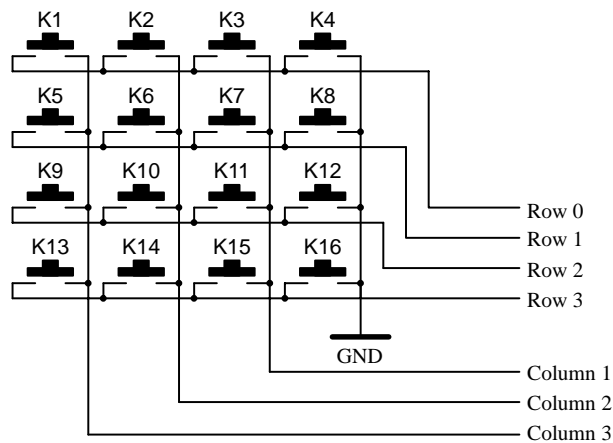 K1 K2 K3 K4
K5 K6 K7 K8
K9 K10 K11 K12
K13 K14 K15 K16
Row 0
Row 1
Row 2
Row 3
GND
Column 1
Column 2
Column 3